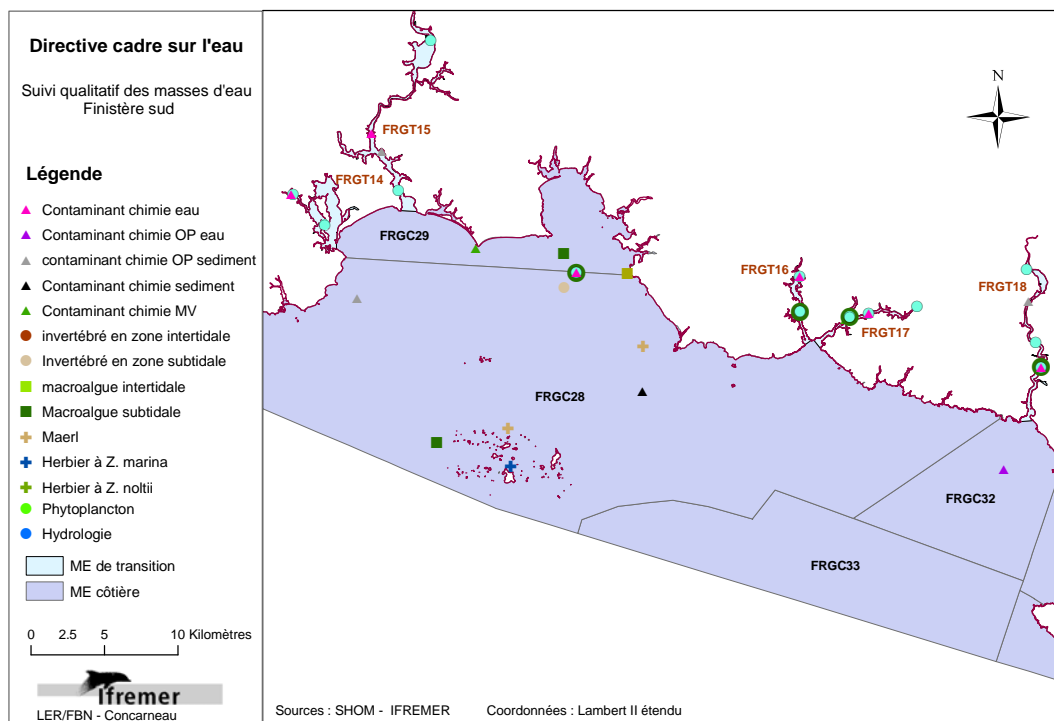 Directive cadre sur l'eau
Suivi qualitatif des masses d'eau
Finistère sud
Légende
Contaminant chimie eau
Contaminant chimie OP eau
contaminant chimie OP sediment
Contaminant chimie sediment
Contaminant chimie MV
invertébré en zone intertidale
Invertébré en zone subtidale
macroalgue intertidale
Macroalgue subtidale
Maerl
Herbier à Z. marina
Herbier à Z. noltii
Phytoplancton
Hydrologie
ME de transition
ME côtière
0 2.5 5 10 Kilomètres
Ifremer
LER/FBN - Concarneau
N
FRGT15
FRGT14
FRGC29
FRGT16
FRGT18
FRGT17
FRGC28
FRGC32
FRGC33
Sources : SHOM - IFREMER Coordonnées : Lambert II étendu